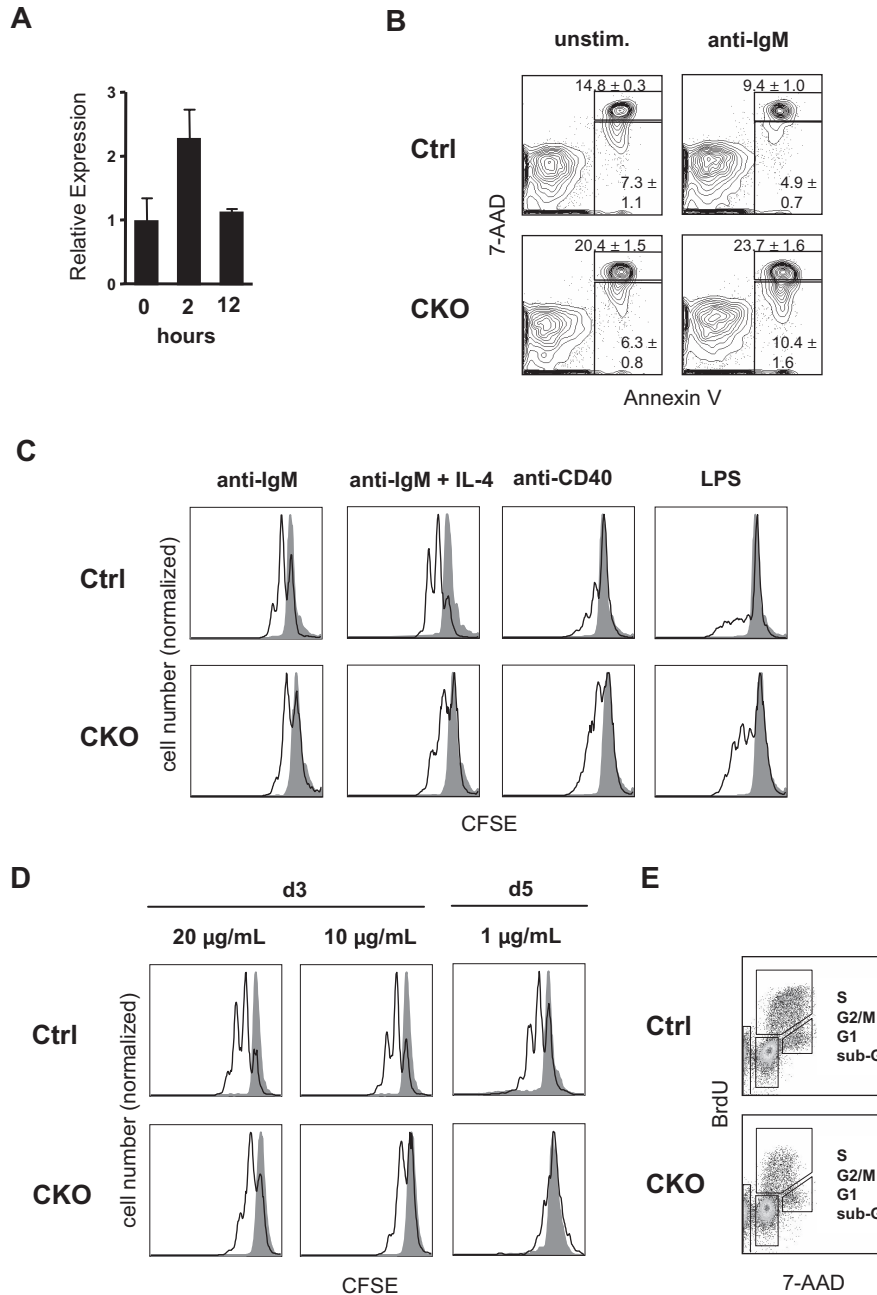 A
Relative Expression
3
2
1
0
0 2 12
hours
B
unstim. anti-IgM
Ctrl
CKO
7-AAD
14.8 ± 0.3
7.3 ±
1.1
9.4 ± 1.0
4.9 ±
0.7
20.4 ± 1.5
6.3 ±
0.8
23.7 ± 1.6
10.4 ±
1.6
Annexin V
C
anti-IgM anti-IgM + IL-4 anti-CD40 LPS
Ctrl
CKO
cell number (normalized)
CFSE
D
d3 d5
20 µg/mL 10 µg/mL 1 µg/mL
Ctrl
CKO
cell number (normalized)
CFSE
E
Ctrl
CKO
BrdU
S
G2/M
G1
sub-G
S
G2/M
G1
sub-G
7-AAD